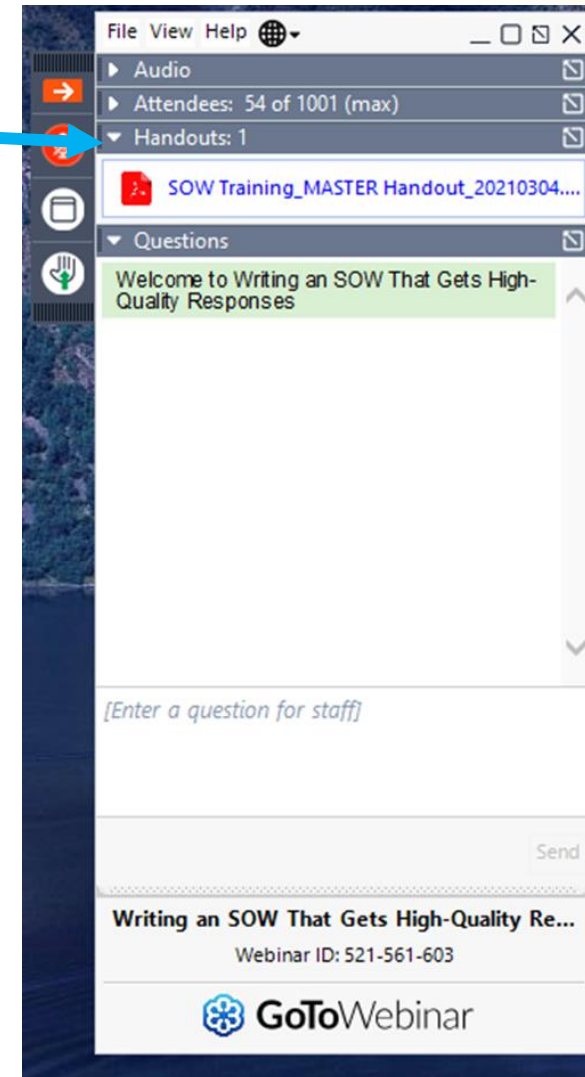 File View Help
Audio
Attendees: 54 of 1001 (max)
Handouts: 1
SOW Training_MASTER Handout_20210304....
Questions
Welcome to Writing an SOW That Gets High-
Quality Responses
[Enter a question for staff]
Send
Writing an SOW That Gets High-Quality Re...
Webinar ID: 521-561-603
GoToWebinar